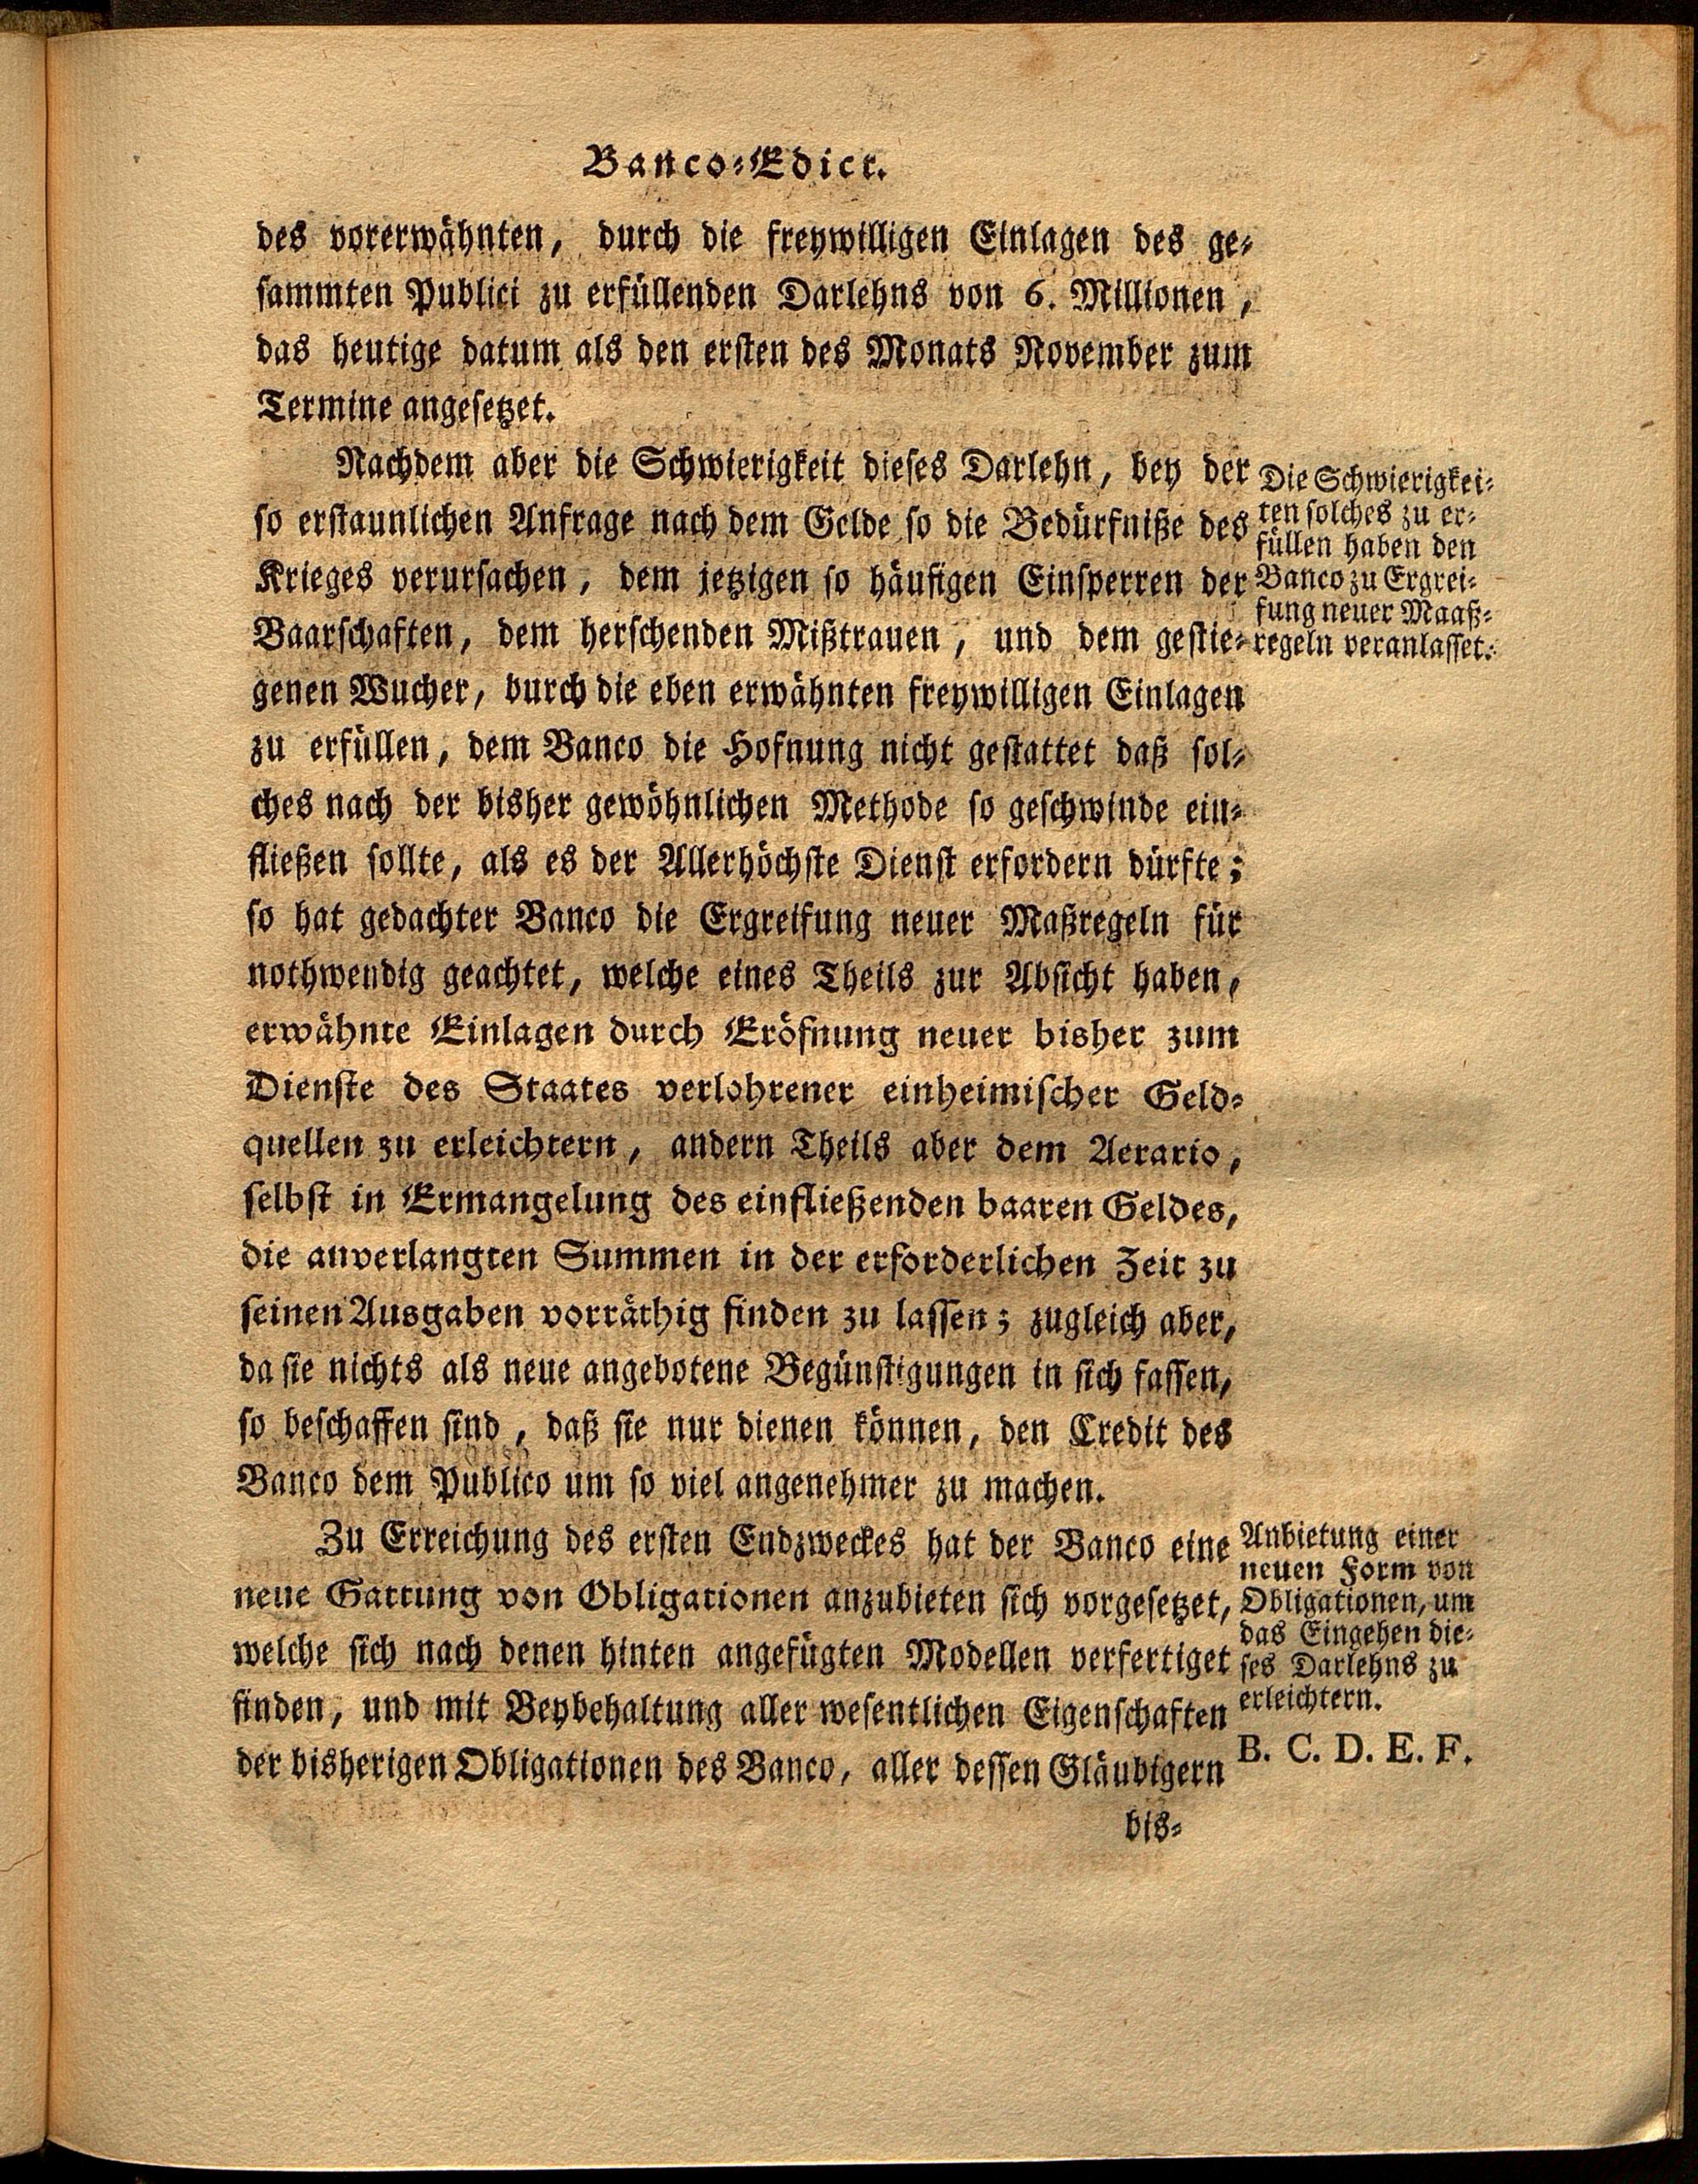 Banco-Edict.
des vorerwähnten, durch die freywilligen Einlagen des ge-
sammten Publici zu erfüllenden Darlehns von 6. Millionen,
das heutige datum als den ersten des Monats November zum
Termine angesetzet.
Nachdem aber die Schwierigkeit dieses Darlehn, bey der
so erstaunlichen Anfrage nach dem Gelde so die Bedürfniße des
Krieges verursachen, dem jetzigen so häufigen Einsperren der
Baarschaften, dem herschenden Mißtrauen, und dem gestie-
genen Wucher, durch die eben erwähnten freywilligen Einlagen
zu erfüllen, dem Banco die Hofnung nicht gestattet daß sol-
ches nach der bisher gewöhnlichen Methode so geschwinde ein-
fließen sollte, als es der Allerhöchste Dienst erfordern dürfte;
so hat gedachter Banco die Ergreifung neuer Maßregeln für
nothwendig geachtet, welche eines Theils zur Absicht haben,
erwähnte Einlagen durch Eröfnung neuer bisher zum
Dienste des Staates verlohrener einheimischer Geld-
quellen zu erleichtern, andern Theils aber dem Aerario,
selbst in Ermangelung des einfließenden baaren Geldes,
die anverlangten Summen in der erforderlichen Zeit zu
seinen Ausgaben vorräthig finden zu lassen; zugleich aber,
da sie nichts als neue angebotene Begünstigungen in sich fassen,
so beschaffen sind, daß sie nur dienen können, den Credit des
Banco dem Publico um so viel angenehmer zu machen.
Die Schwierigkei-
ten solches zu er-
füllen haben den
Banco zu Ergrei-
fung neuer Maaß-
regeln veranlasset.
Zu Erreichung des ersten Endzweckes hat der Banco eine
neue Gattung von Obligationen anzubieten sich vorgesetzet,
welche sich nach denen hinten angefügten Modellen verfertiget
finden, und mit Beybehaltung aller wesentlichen Eigenschaften
der bisherigen Obligationen des Banco, aller dessen Gläubigern
Anbietung einer
neuen Form von
Obligationen, um
das Eingehen die-
ses Darlehns zu
erleichtern.
B. C. D. E. F.
bis-